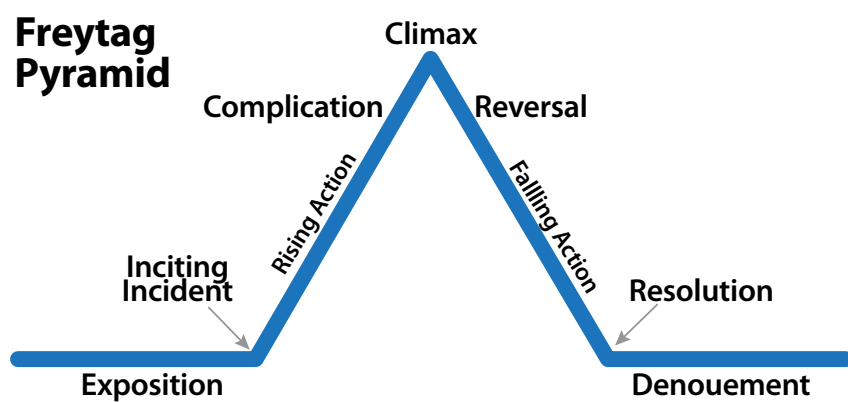 Freytag
Pyramid
Climax
Complication
Reversal
Rising Action
Fallling Action
Inciting
Incident
Resolution
Exposition
Denouement